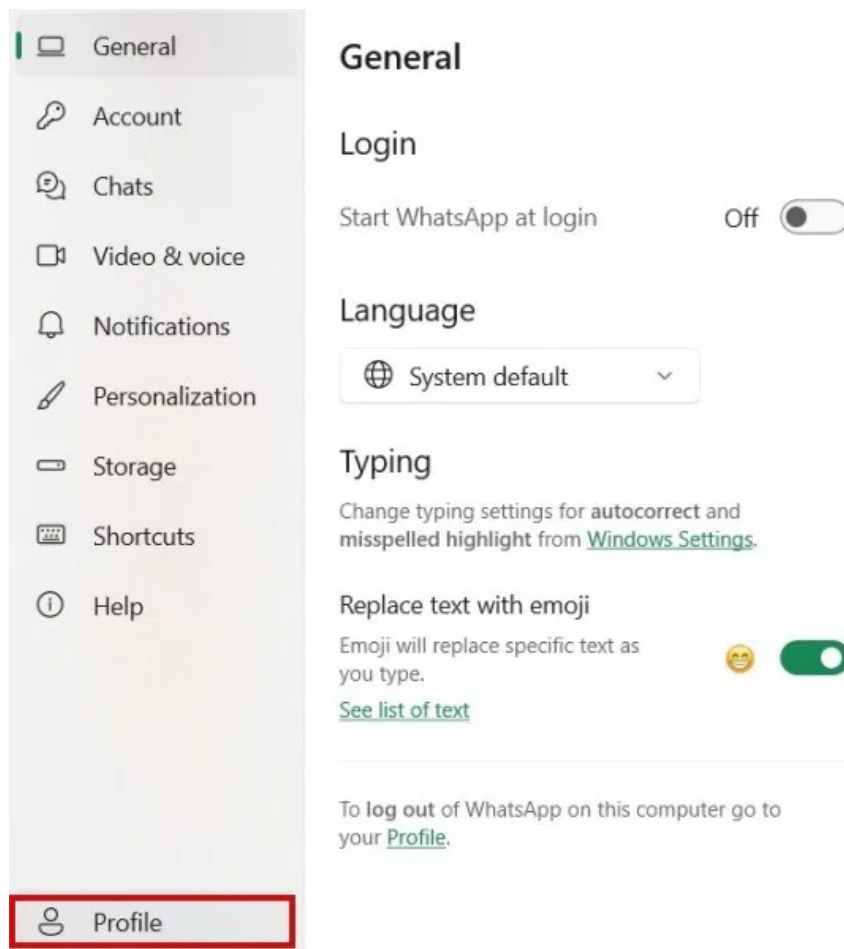 General
Account
Chats
Video & voice
Notifications
Personalization
Storage
Shortcuts
Help
Profile
General
Login
Start WhatsApp at login
Off
Language
System default
Typing
Change typing settings for autocorrect and
misspelled highlight from Windows Settings.
Replace text with emoji
Emoji will replace specific text as
you type.
See list of text
To log out of WhatsApp on this computer go to
your Profile.